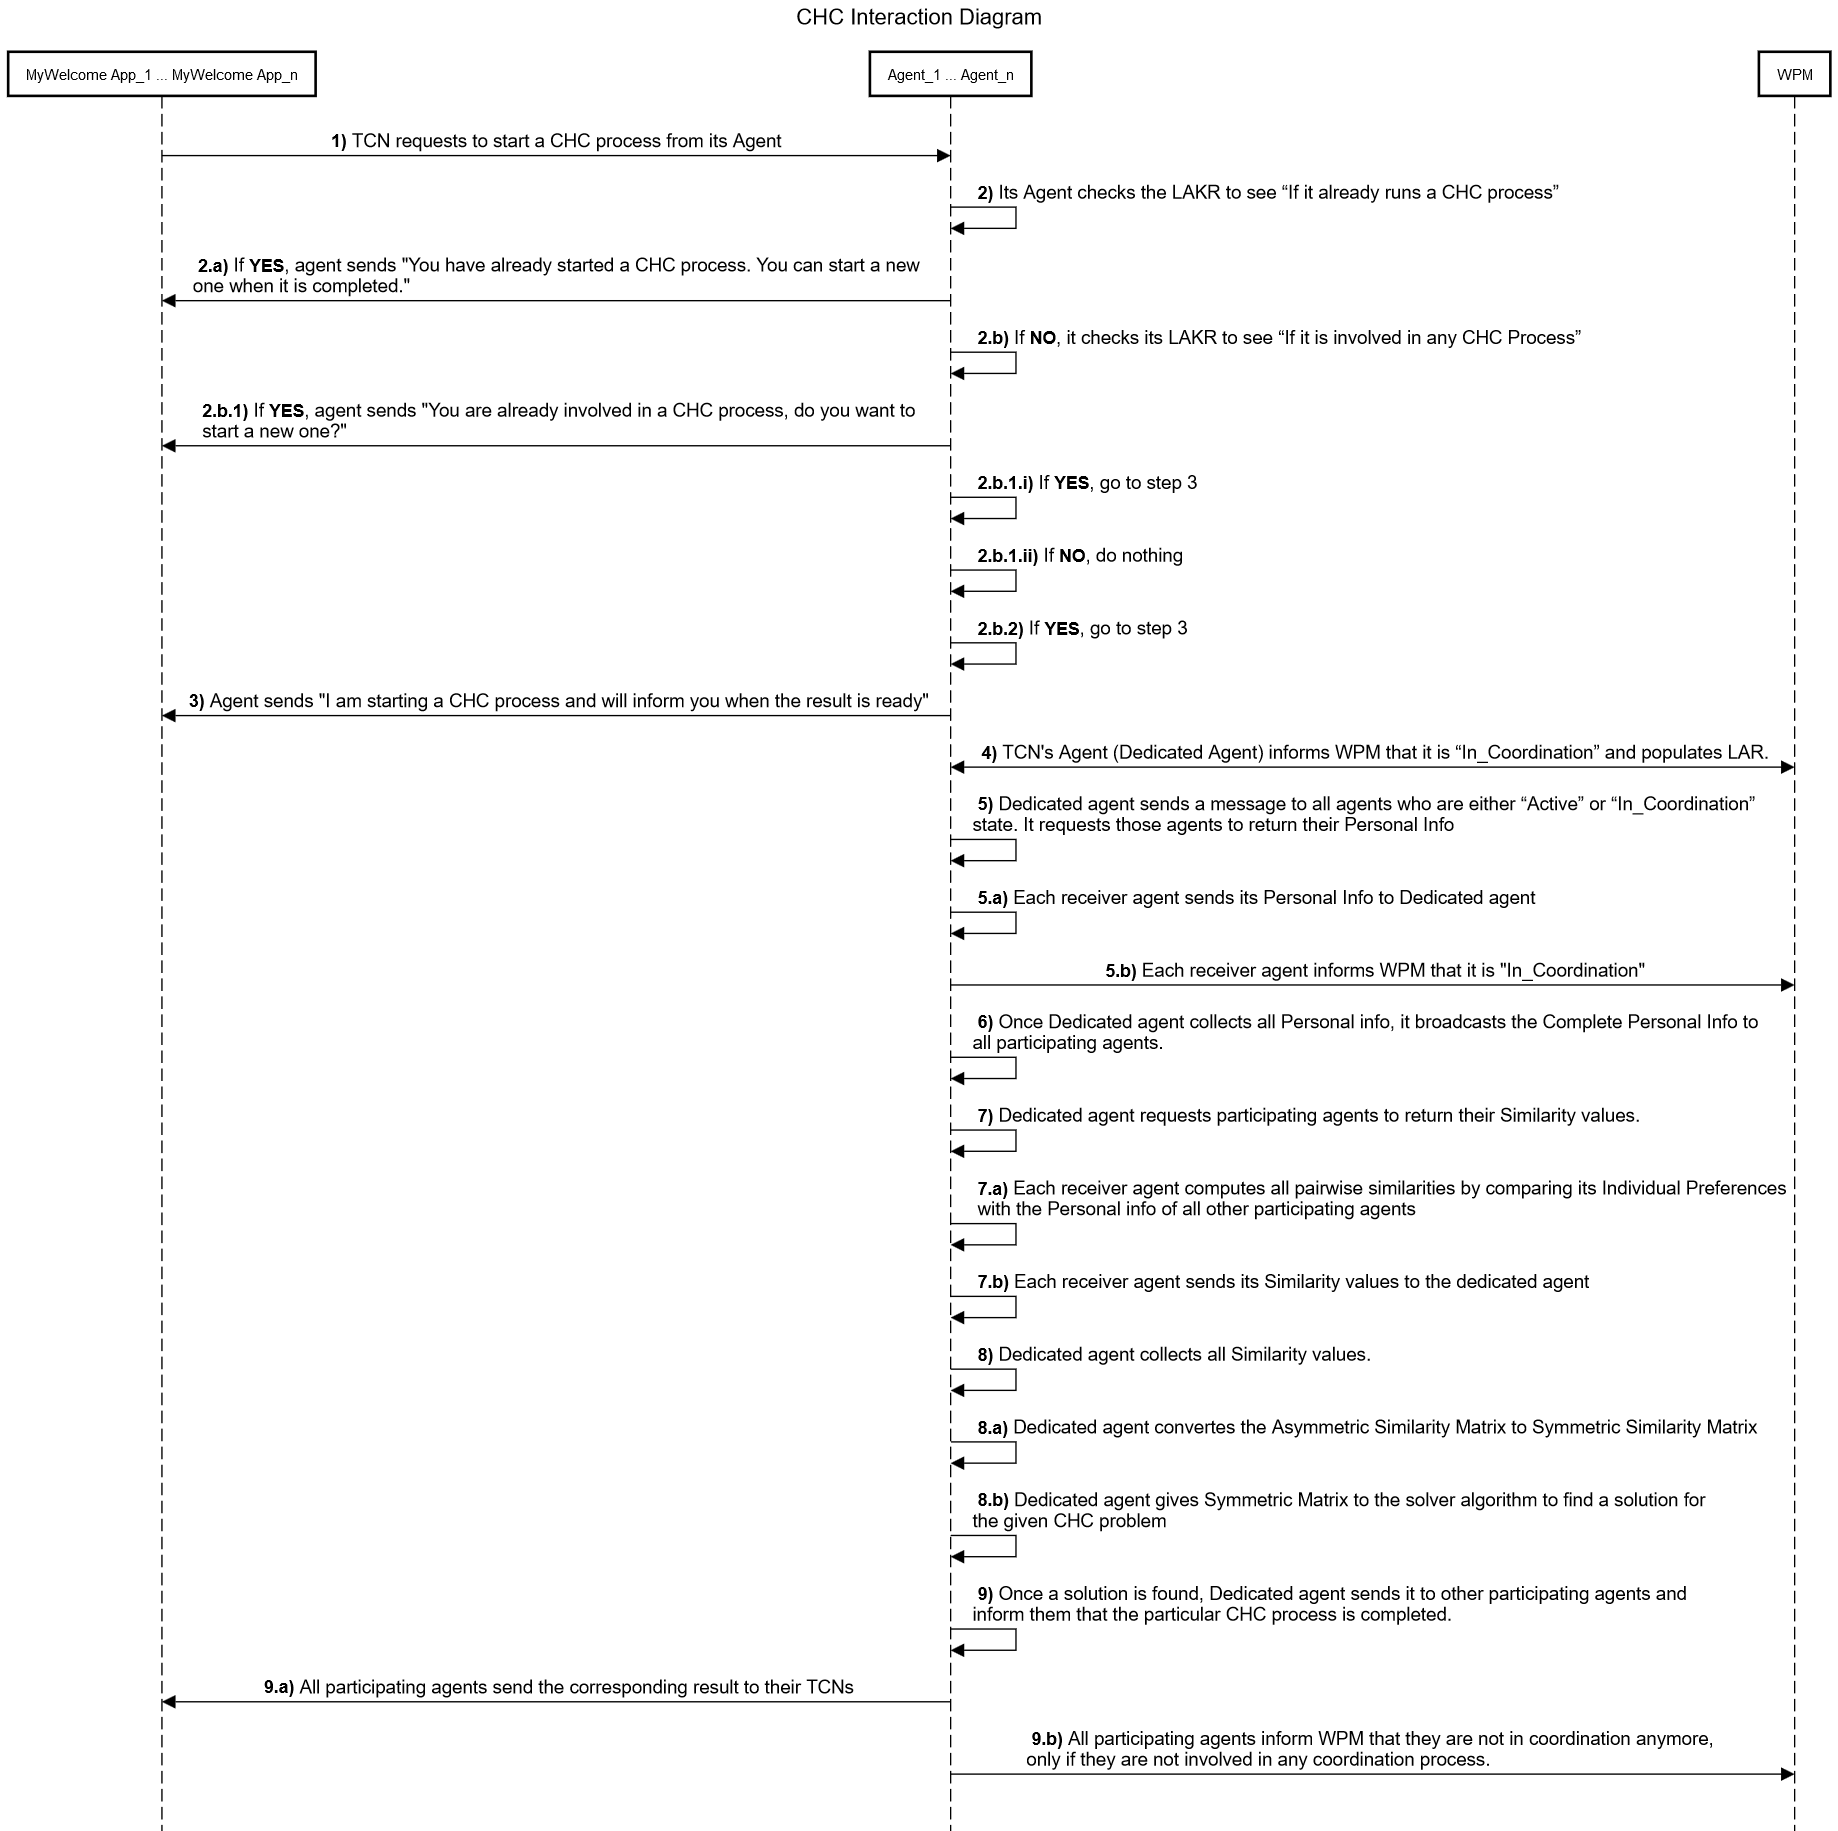 CHC Interaction Diagram
MyWelcome App_1 ... MyWelcome App_n
Agent_1 ... Agent_n
WPM
1) TCN requests to start a CHC process from its Agent
2) Its Agent checks the LAKR to see “If it already runs a CHC process”
2.a) If YES, agent sends "You have already started a CHC process. You can start a new
one when it is completed."
2.b) If NO, it checks its LAKR to see “If it is involved in any CHC Process”
2.b.1) If YES, agent sends "You are already involved in a CHC process, do you want to
start a new one?"
2.b.1.i) If YES, go to step 3
2.b.1.ii) If NO, do nothing
2.b.2) If YES, go to step 3
3) Agent sends "I am starting a CHC process and will inform you when the result is ready"
4) TCN's Agent (Dedicated Agent) informs WPM that it is “In_Coordination” and populates LAR.
5) Dedicated agent sends a message to all agents who are either “Active” or “In_Coordination”
state. It requests those agents to return their Personal Info
5.a) Each receiver agent sends its Personal Info to Dedicated agent
5.b) Each receiver agent informs WPM that it is "In_Coordination"
6) Once Dedicated agent collects all Personal info, it broadcasts the Complete Personal Info to
all participating agents.
7) Dedicated agent requests participating agents to return their Similarity values.
7.a) Each receiver agent computes all pairwise similarities by comparing its Individual Preferences
with the Personal info of all other participating agents
7.b) Each receiver agent sends its Similarity values to the dedicated agent
8) Dedicated agent collects all Similarity values.
8.a) Dedicated agent convertes the Asymmetric Similarity Matrix to Symmetric Similarity Matrix
8.b) Dedicated agent gives Symmetric Matrix to the solver algorithm to find a solution for
the given CHC problem
9) Once a solution is found, Dedicated agent sends it to other participating agents and
inform them that the particular CHC process is completed.
9.a) All participating agents send the corresponding result to their TCNs
9.b) All participating agents inform WPM that they are not in coordination anymore,
only if they are not involved in any coordination process.